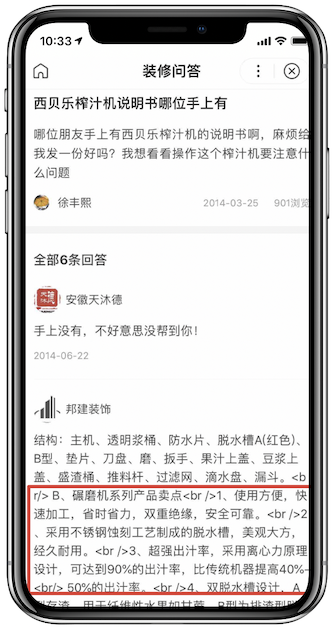 10:33
装修问答
西贝乐榨汁机说明书哪位手上有
哪位朋友手上有西贝乐榨汁机的说明书啊，麻烦给
我发一份好吗？我想看看操作这个榨汁机要注意什
么问题
徐丰熙 2014-03-25 901浏览
全部6条回答
安徽天沐德
手上没有，不好意思没帮到你！
2014-06-22
邦建装饰
结构：主机、透明浆桶、防水片、脱水槽A(红色)、
B型、垫片、刀盘、磨、扳手、果汁上盖、豆浆上
盖、盛渣桶、推料杆、过滤网、滴水盘、漏斗。<b
r/> B、碾磨机系列产品卖点<br />1、使用方便，快
速加工，省时省力，双重绝缘，安全可靠。<br />2
、采用不锈钢蚀刻工艺制成的脱水槽，美观大方，
经久耐用。<br />3、超强出汁率，采用离心力原理
设计，可达到90%的出汁率，比传统机器提高40%-
<br/> 50%的出汁率。<br />4、双脱水槽设计，A